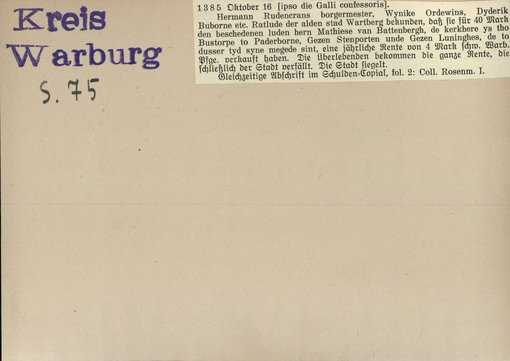 Kreis
Warburg
S. 75
1385 Oktober 16 [ipso die Galli confessoris].
Hermann Rudencrans borgermester, Wynike Ordewins, Dyderik
Buborne etc. Ratlude der alden stad Wartberg bekunden, daß sie für 40 Mark
den beschedenen luden hern Mathiese van Battenbergh, de kerkhere ys tho
Bustorpe to Paderborne, Gezen Stenporten unde Gezen Luninghes, de to
dusser tyd syne megede sint, eine jährliche Rente von 4 Mark schw. Warb.
Pfge. verkauft haben. Die Überlebenden bekommen die ganze Rente, die
schließlich der Stadt verfällt. Die Stadt siegelt.
Gleichzeitige Abschrift im Schulden-Copial, fol. 2: Coll. Rosenm. I.